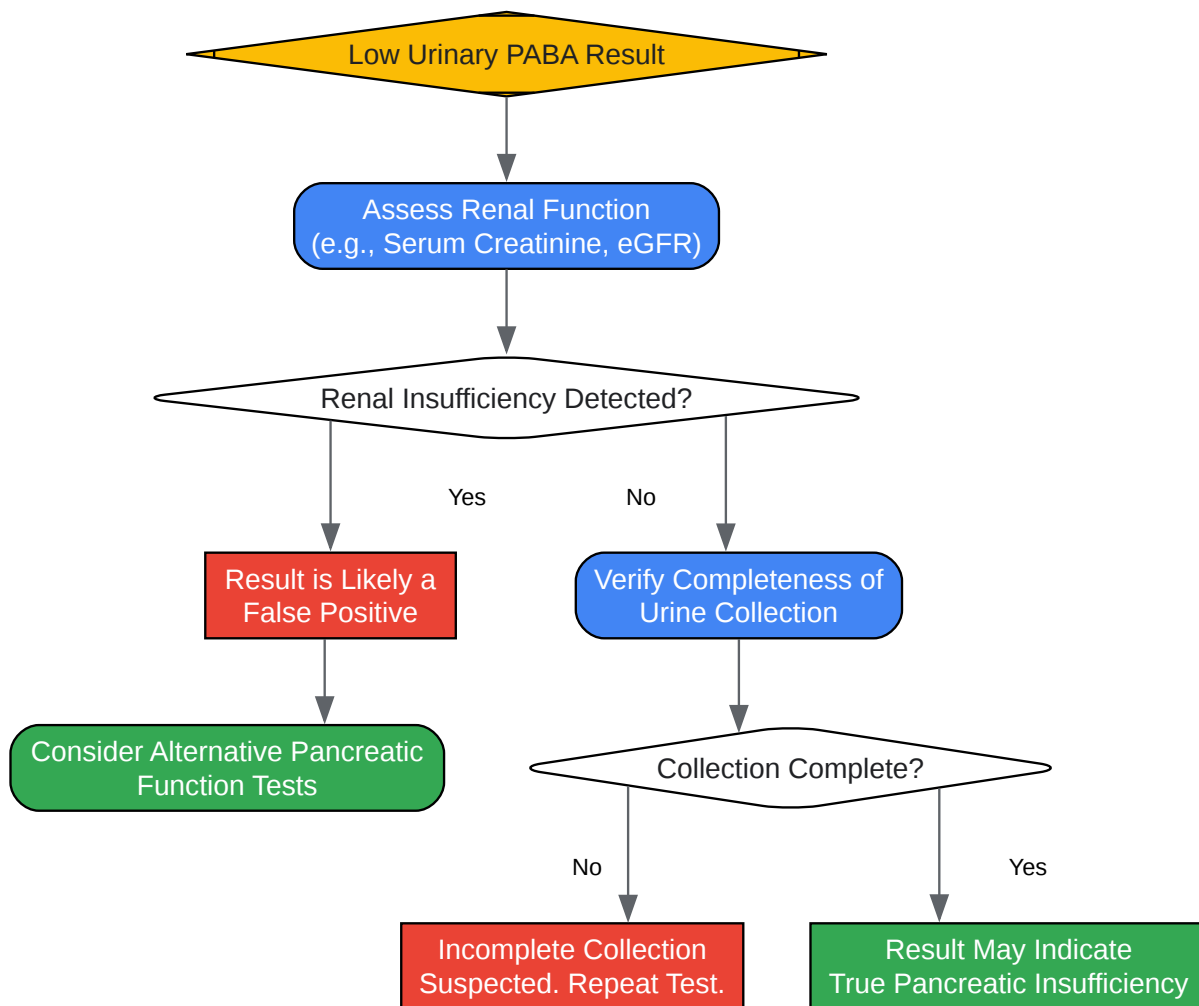 Low Urinary PABA Result
Assess Renal Function
(e.g., Serum Creatinine, eGFR)
Renal Insufficiency Detected?
Yes
No
Result is Likely a
False Positive
Verify Completeness of
Urine Collection
Consider Alternative Pancreatic
Function Tests
Collection Complete?
No
Yes
Incomplete Collection
Suspected. Repeat Test.
Result May Indicate
True Pancreatic Insufficiency